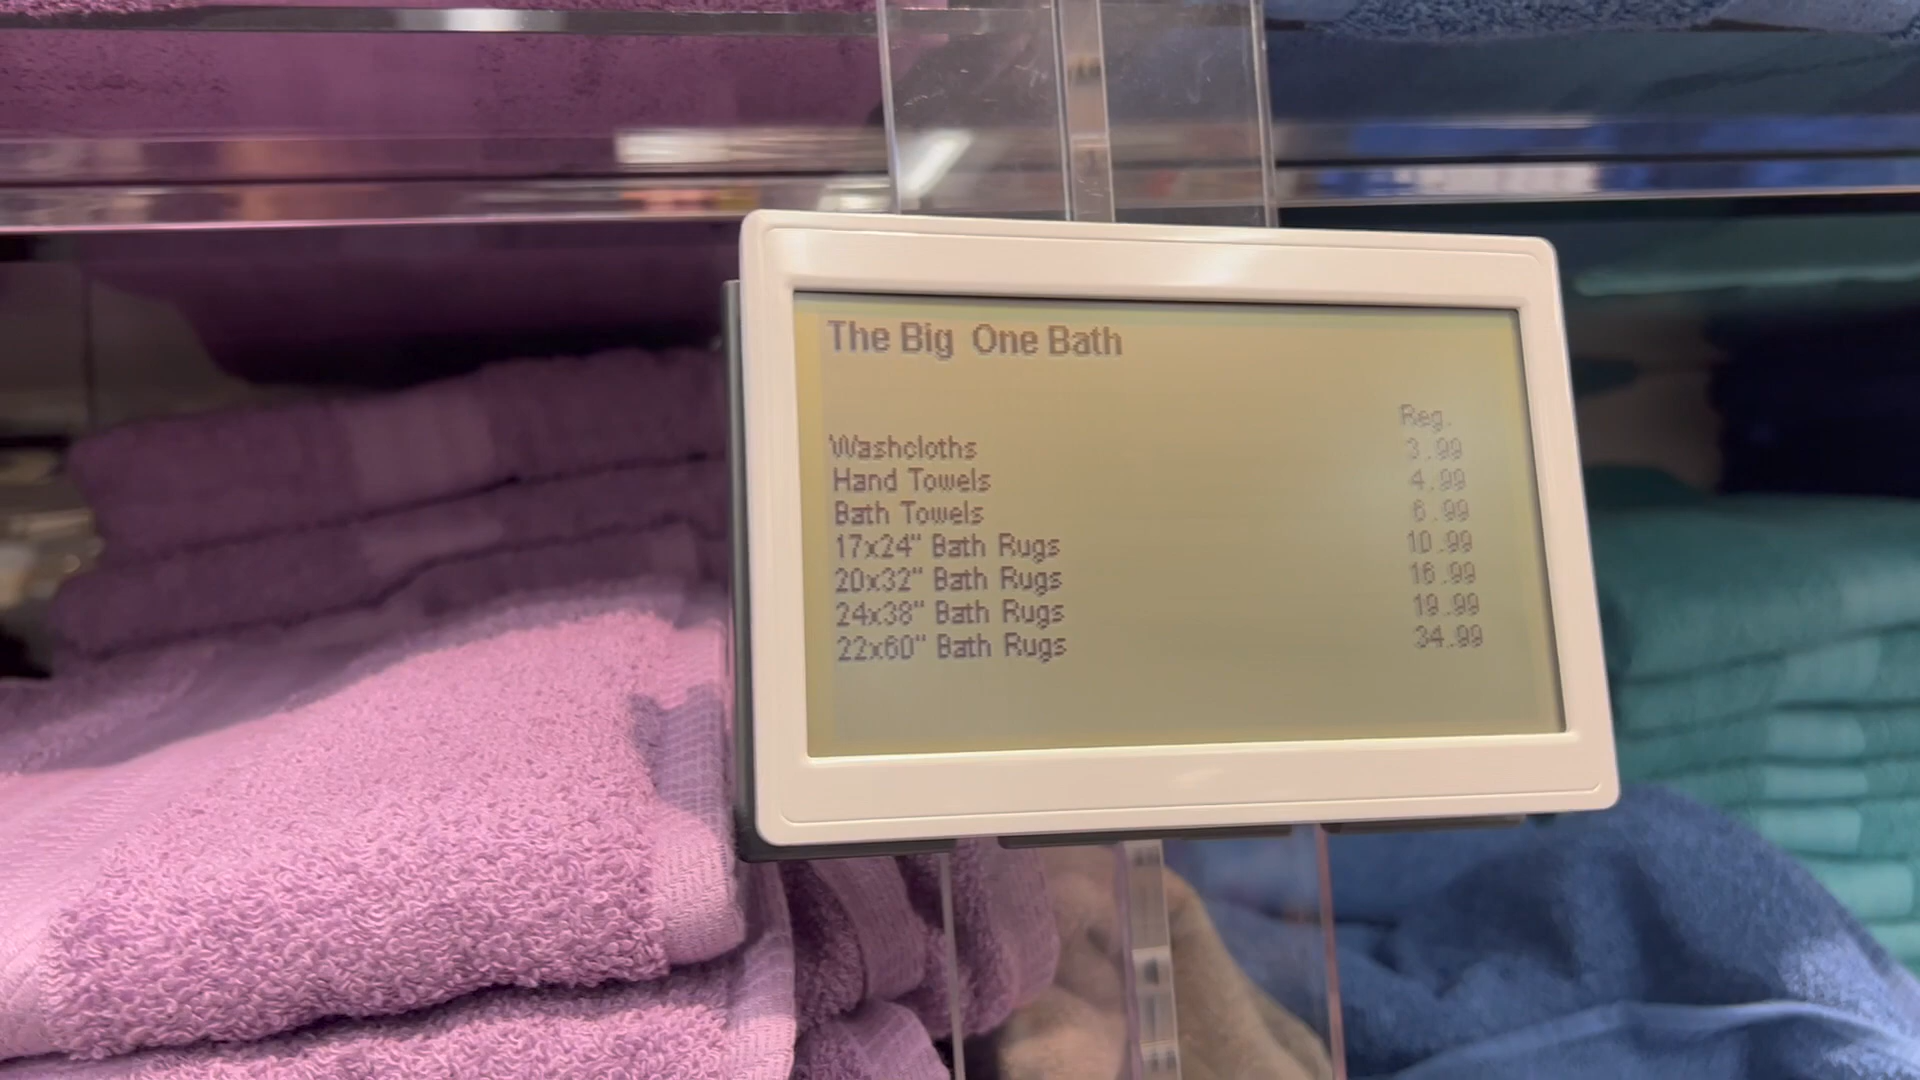 The Big One Bath
Reg.
Washcloths 3.99
Hand Towels 4.99
Bath Towels 6.99
17x24" Bath Rugs 10.99
20x32" Bath Rugs 16.99
24x38" Bath Rugs 19.99
22x60" Bath Rugs 34.99